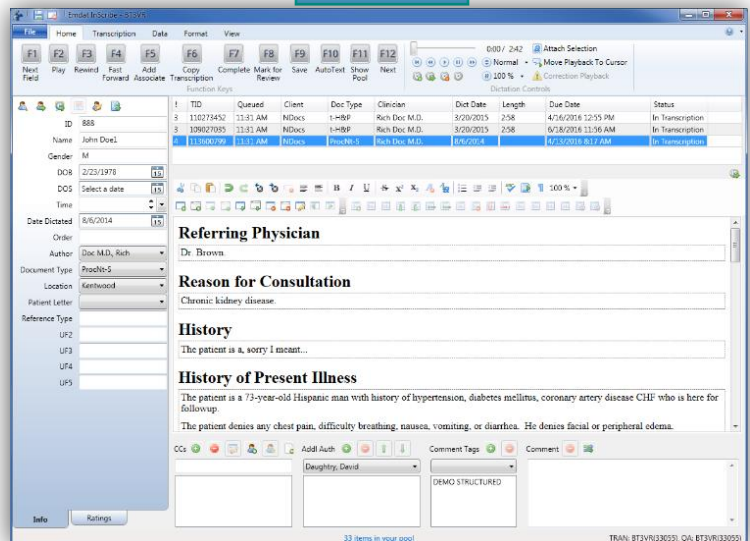 Emdat InScribe - BT3VR
File Home Transcription Data Format View
F1 F2 F3 F4 F5 F6 F7 F8 F9 F10 F11 F12
Next Field Play Rewind Fast Forward Add Associate Copy Transcription Complete Mark for Review Save AutoText Show Pool Next
Function Keys
0:00 / 2:42
Normal
100 %
Attach Selection
Move Playback To Cursor
Correction Playback
Dictation Controls
ID 888
Name John Doe1
Gender M
DOB 2/23/1978 15
DOS Select a date 15
Time
Date Dictated 8/6/2014 15
Order
Author Doc M.D., Rich
Document Type ProcNt-S
Location Kentwood
Patient Letter
Reference Type
UF2
UF3
UF4
UF5
Info Ratings
! TID Queued Client Doc Type Clinician Dict Date Length Due Date Status
3 110273452 11:31 AM NDocs t-H&P Rich Doc M.D. 3/20/2015 2:58 4/16/2016 12:55 PM In Transcription
3 109027035 11:31 AM NDocs t-H&P Rich Doc M.D. 3/20/2015 2:58 6/18/2016 11:56 AM In Transcription
4 113600799 11:31 AM NDocs ProcNt-S Rich Doc M.D. 8/6/2014 4/13/2016 8:17 AM In Transcription
B I U 100 %
Referring Physician
Dr. Brown.
Reason for Consultation
Chronic kidney disease.
History
The patient is a, sorry I meant...
History of Present Illness
The patient is a 73-year-old Hispanic man with history of hypertension, diabetes mellitus, coronary artery disease CHF who is here for
followup.
The patient denies any chest pain, difficulty breathing, nausea, vomiting, or diarrhea. He denies facial or peripheral edema.
CCs Addl Auth Comment Tags Comment
Daughtry, David
DEMO STRUCTURED
33 items in your pool
TRAN: BT3VR(33055), QA: BT3VR(33055)